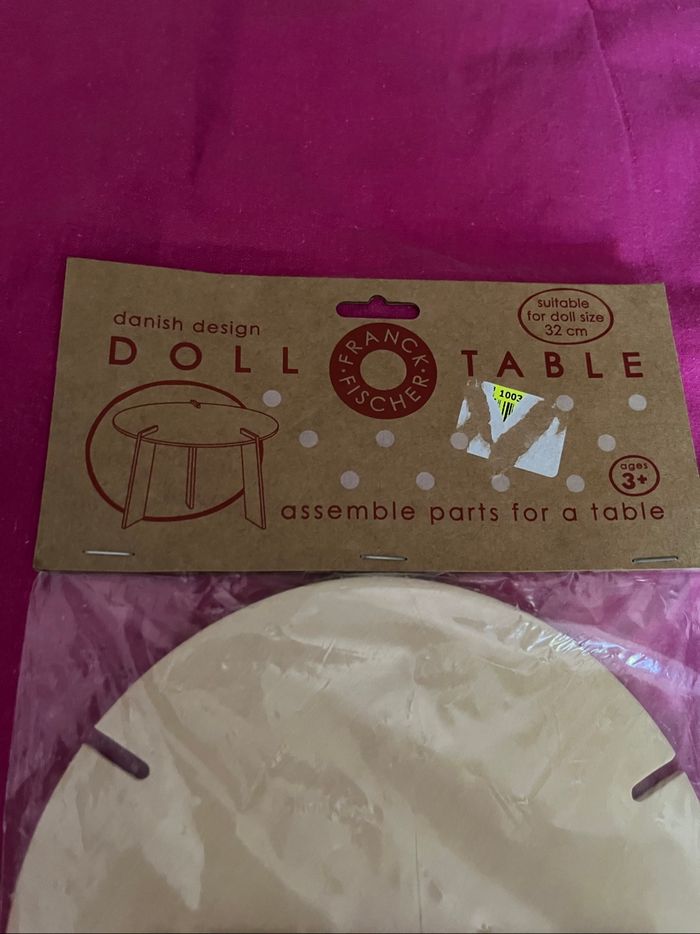 danish design
DOLL TABLE
FRANCK·
FISCHER·
suitable
for doll size
32 cm
1003
ages
3+
assemble parts for a table